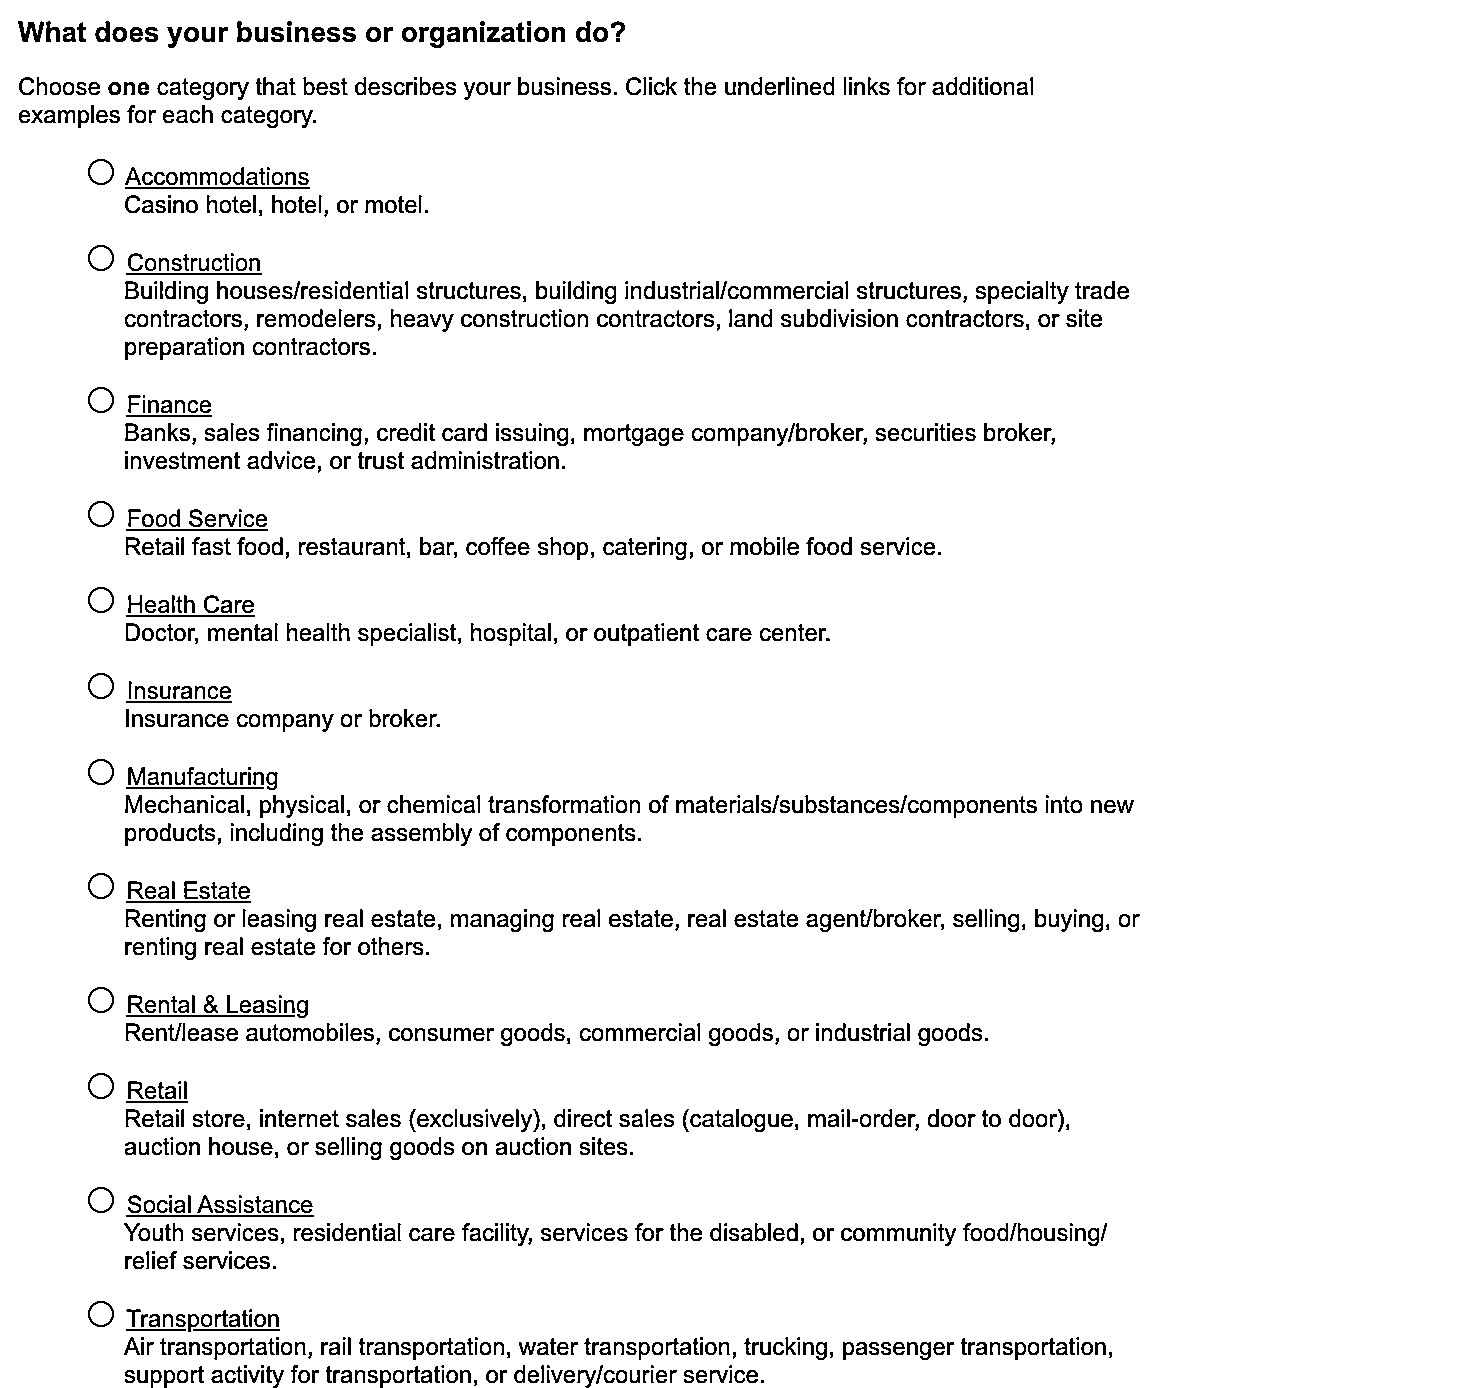 What does your business or organization do?
Choose one category that best describes your business. Click the underlined links for additional
examples for each category.
Accommodations
Casino hotel, hotel, or motel.
Construction
Building houses/residential structures, building industrial/commercial structures, specialty trade
contractors, remodelers, heavy construction contractors, land subdivision contractors, or site
preparation contractors.
Finance
Banks, sales financing, credit card issuing, mortgage company/broker, securities broker,
investment advice, or trust administration.
Food Service
Retail fast food, restaurant, bar, coffee shop, catering, or mobile food service.
Health Care
Doctor, mental health specialist, hospital, or outpatient care center.
Insurance
Insurance company or broker.
Manufacturing
Mechanical, physical, or chemical transformation of materials/substances/components into new
products, including the assembly of components.
Real Estate
Renting or leasing real estate, managing real estate, real estate agent/broker, selling, buying, or
renting real estate for others.
Rental & Leasing
Rent/lease automobiles, consumer goods, commercial goods, or industrial goods.
Retail
Retail store, internet sales (exclusively), direct sales (catalogue, mail-order, door to door),
auction house, or selling goods on auction sites.
Social Assistance
Youth services, residential care facility, services for the disabled, or community food/housing/
relief services.
Transportation
Air transportation, rail transportation, water transportation, trucking, passenger transportation,
support activity for transportation, or delivery/courier service.